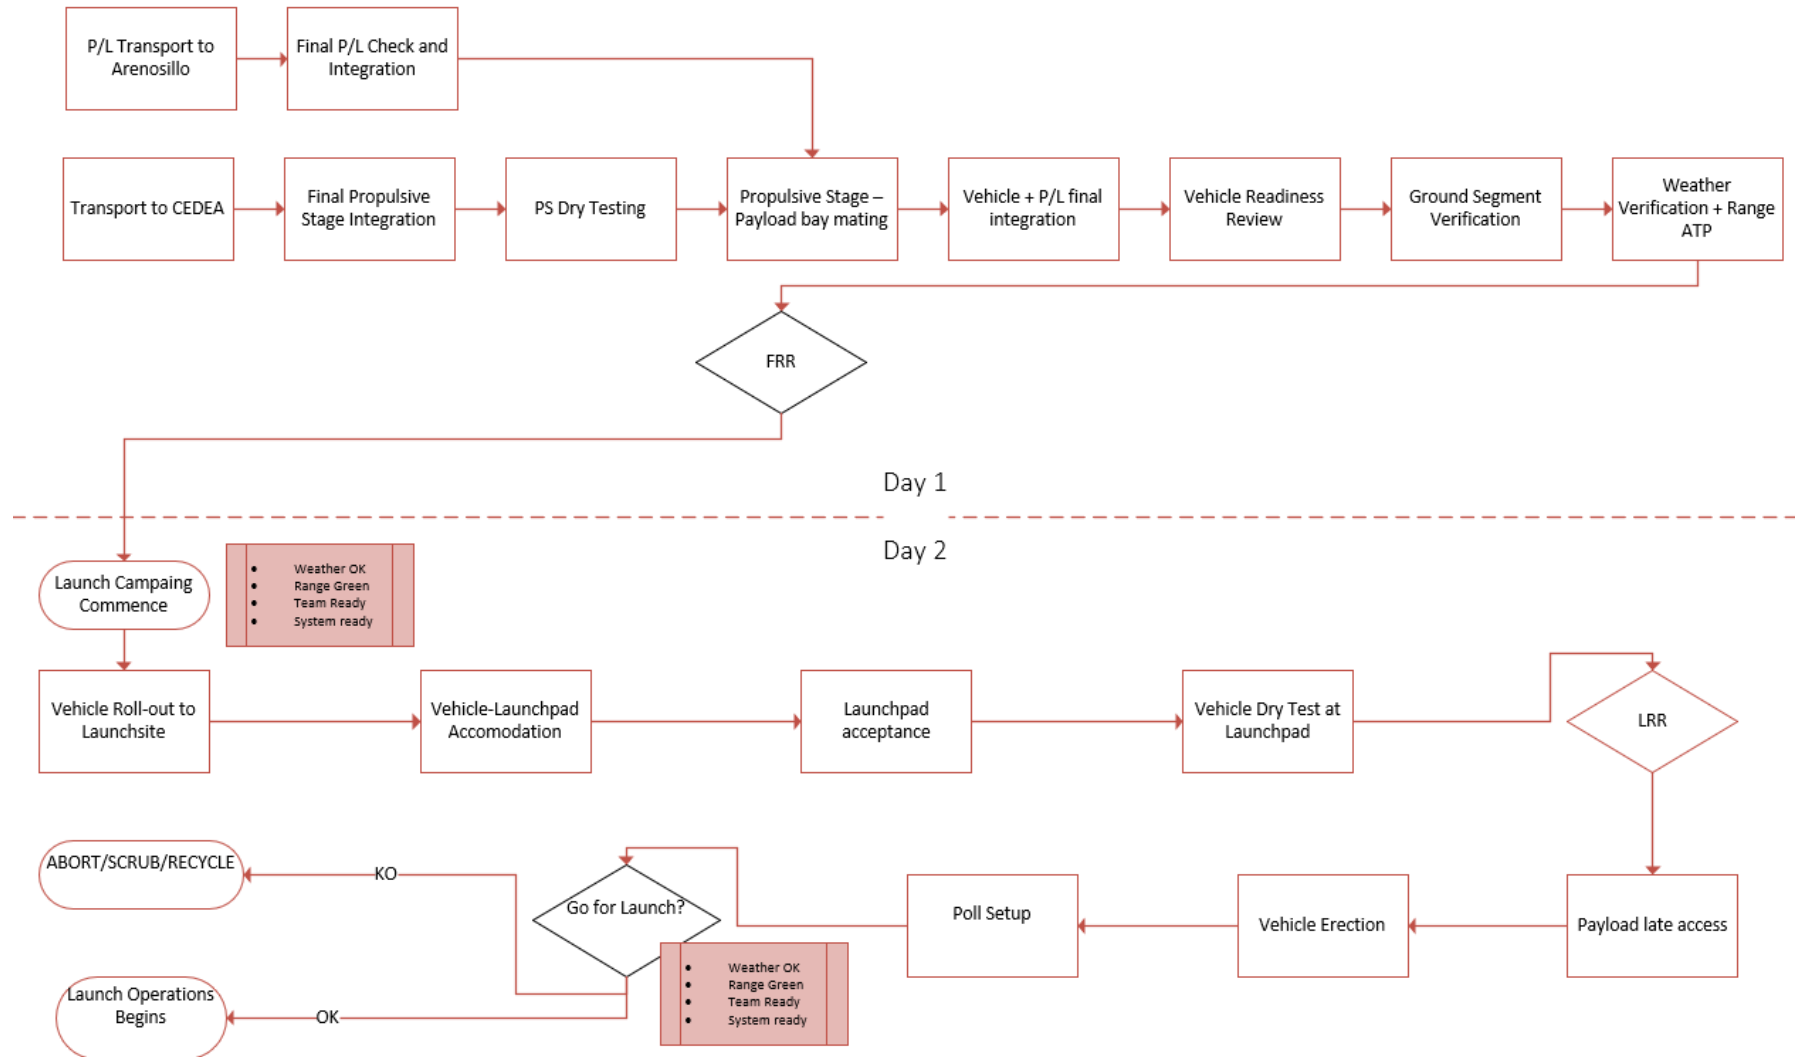 P/L Transport to
Arenosillo
Final P/L Check and
Integration
Transport to CEDEA
Final Propulsive
Stage Integration
PS Dry Testing
Propulsive Stage –
Payload bay mating
Vehicle + P/L final
integration
Vehicle Readiness
Review
Ground Segment
Verification
Weather
Verification + Range
ATP
FRR
Day 1
Day 2
Launch Campaing
Commence
• Weather OK
• Range Green
• Team Ready
• System ready
Vehicle Roll-out to
Launchsite
Vehicle-Launchpad
Accomodation
Launchpad
acceptance
Vehicle Dry Test at
Launchpad
LRR
ABORT/SCRUB/RECYCLE
KO
Go for Launch?
Poll Setup
Vehicle Erection
Payload late access
• Weather OK
• Range Green
• Team Ready
• System ready
Launch Operations
Begins
OK